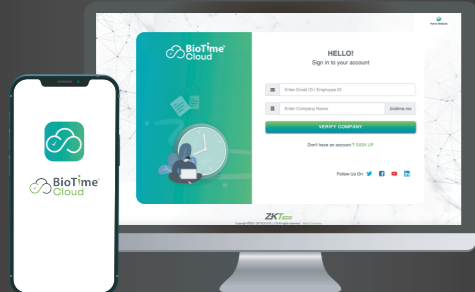 BioTime
Cloud
BioTime
Cloud
HELLO!
Sign in to your account
Enter Email ID / Employee ID
Enter Company Name
.biotime.me
VERIFY COMPANY
Don't have an account ? SIGN UP
Follow Us On
ZKT